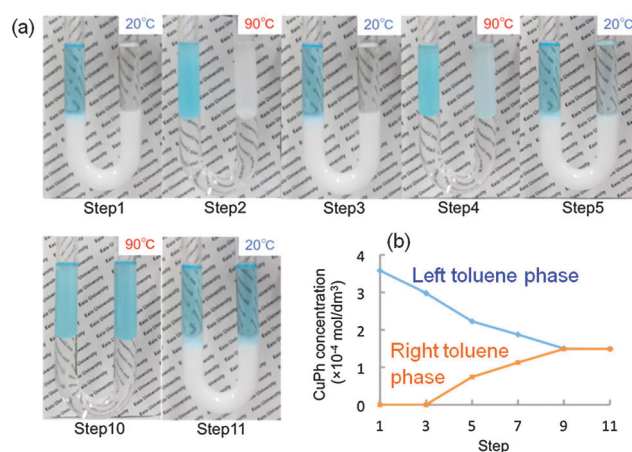 (a)
20℃
90℃
20℃
90℃
20℃
Keio University
Step1
Step2
Step3
Step4
Step5
90℃
20℃
Step10
Step11
(b)
CuPh concentration
(×10⁻⁴ mol/dm³)
4
3
2
1
0
Left toluene phase
Right toluene
phase
1 3 5 7 9 11
Step